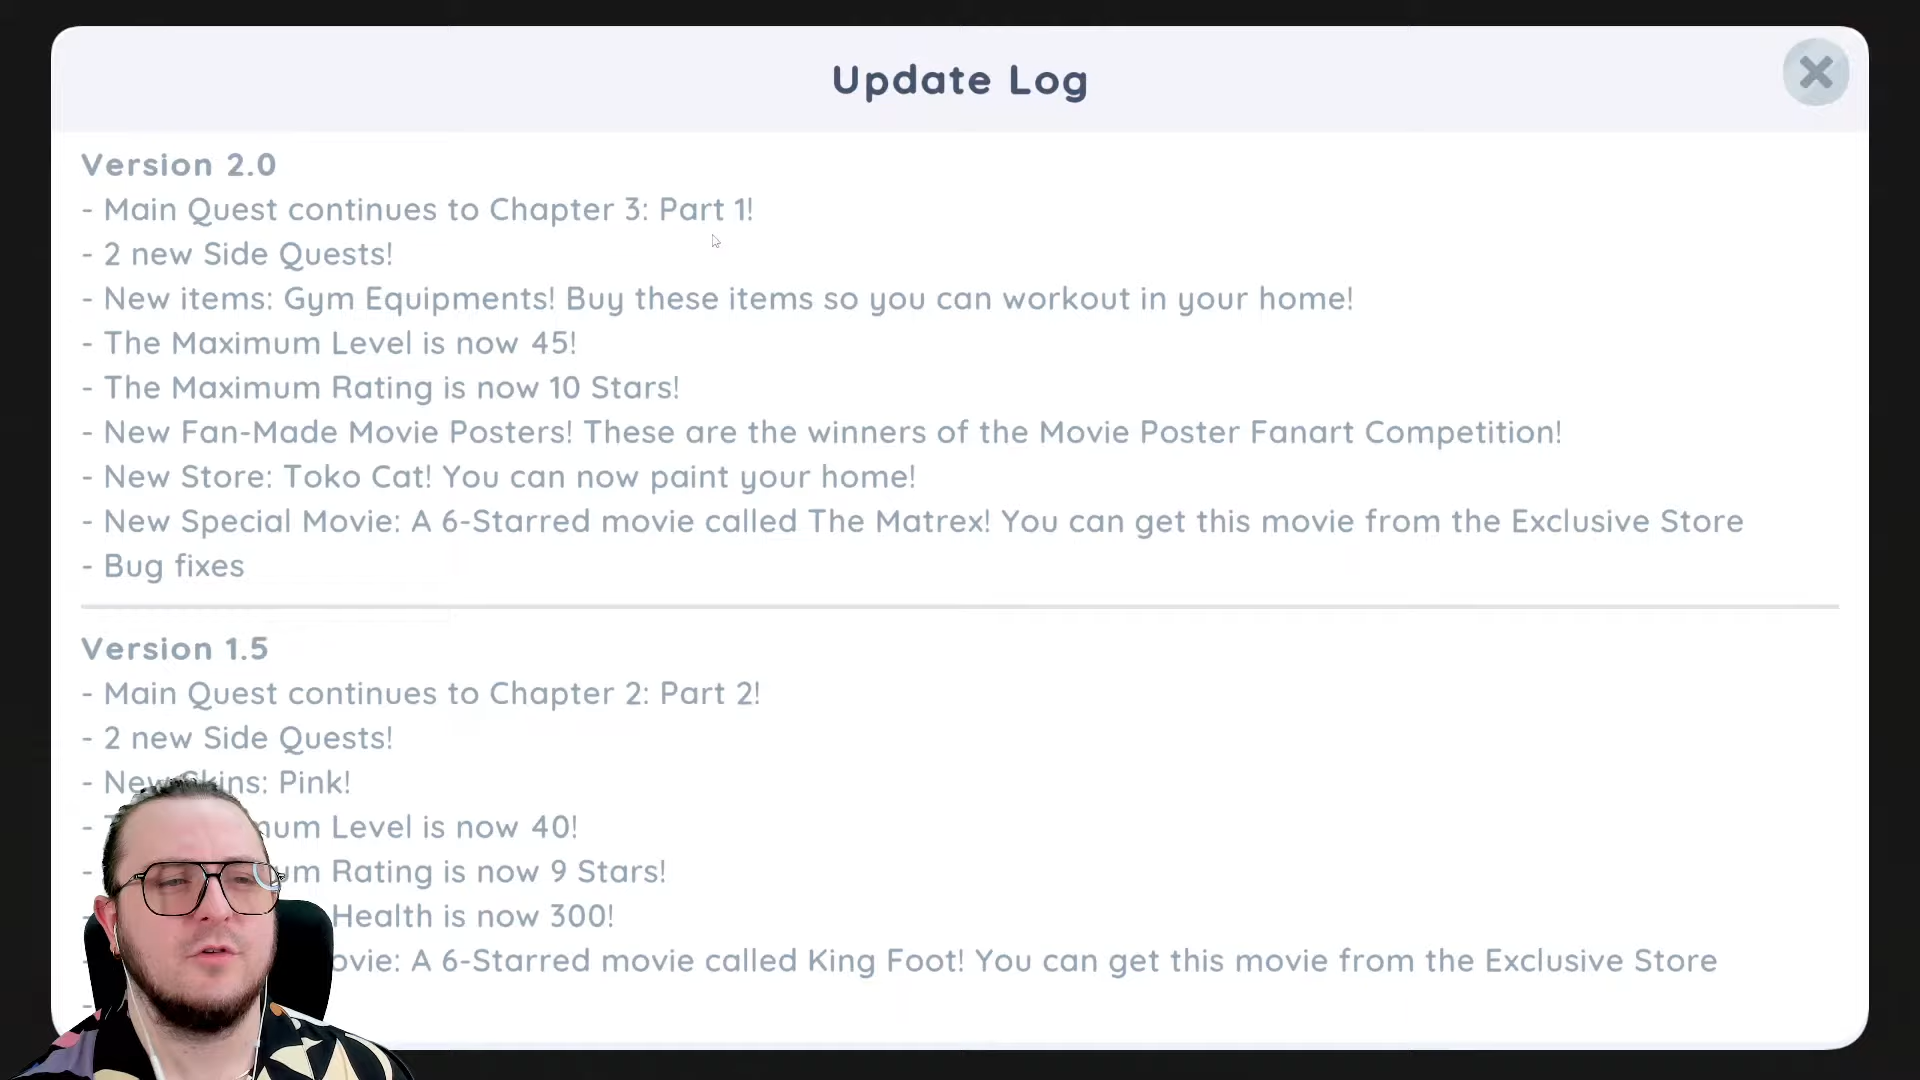 Update Log
Version 2.0
- Main Quest continues to Chapter 3: Part 1!
- 2 new Side Quests!
- New items: Gym Equipments! Buy these items so you can workout in your home!
- The Maximum Level is now 45!
- The Maximum Rating is now 10 Stars!
- New Fan-Made Movie Posters! These are the winners of the Movie Poster Fanart Competition!
- New Store: Toko Cat! You can now paint your home!
- New Special Movie: A 6-Starred movie called The Matrex! You can get this movie from the Exclusive Store
- Bug fixes
Version 1.5
- Main Quest continues to Chapter 2: Part 2!
- 2 new Side Quests!
- New Skins: Pink!
- Level is now 40!
- Rating is now 9 Stars!
Health is now 300!
A 6-Starred movie called King Foot! You can get this movie from the Exclusive Store